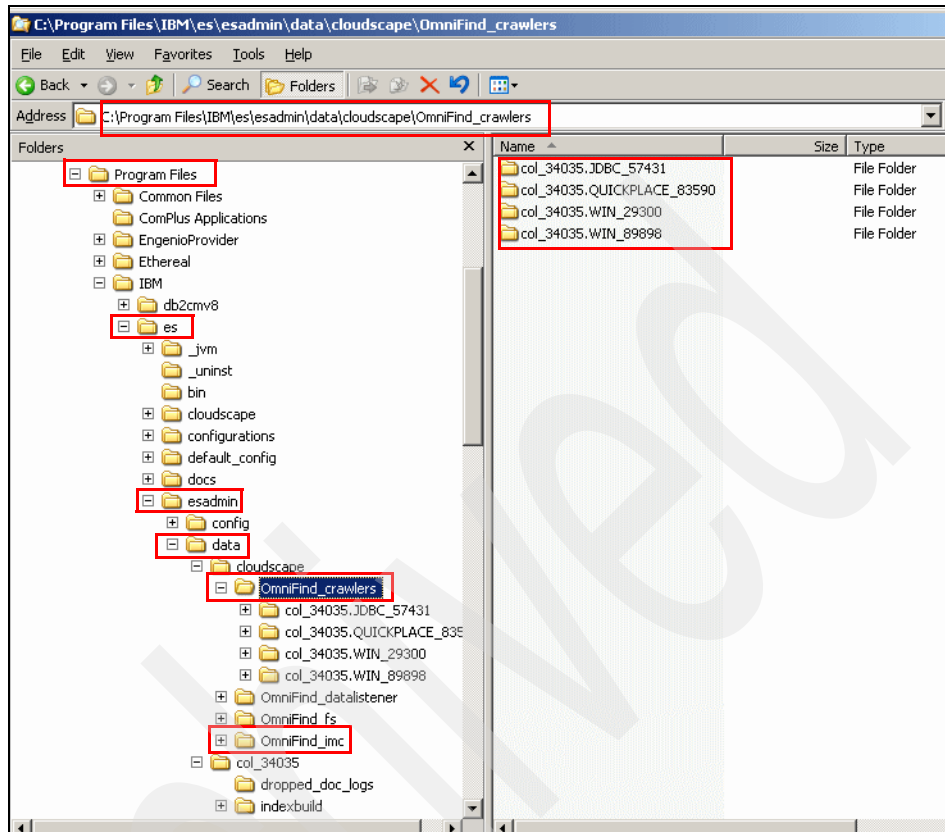 C:\Program Files\IBM\es\esadmin\data\cloudscape\OmniFind_crawlers
File Edit View Favorites Tools Help
Back Search Folders
Address C:\Program Files\IBM\es\esadmin\data\cloudscape\OmniFind_crawlers
Folders
Program Files
Common Files
ComPlus Applications
EngenioProvider
Ethereal
IBM
db2cmv8
es
_jvm
_uninst
bin
cloudscape
configurations
default_config
docs
esadmin
config
data
cloudscape
OmniFind_crawlers
col_34035.JDBC_57431
col_34035.QUICKPLACE_835
col_34035.WIN_29300
col_34035.WIN_89898
OmniFind_datalistener
OmniFind_fs
OmniFind_imc
col_34035
dropped_doc_logs
indexbuild
Name Size Type
col_34035.JDBC_57431 File Folder
col_34035.QUICKPLACE_83590 File Folder
col_34035.WIN_29300 File Folder
col_34035.WIN_89898 File Folder